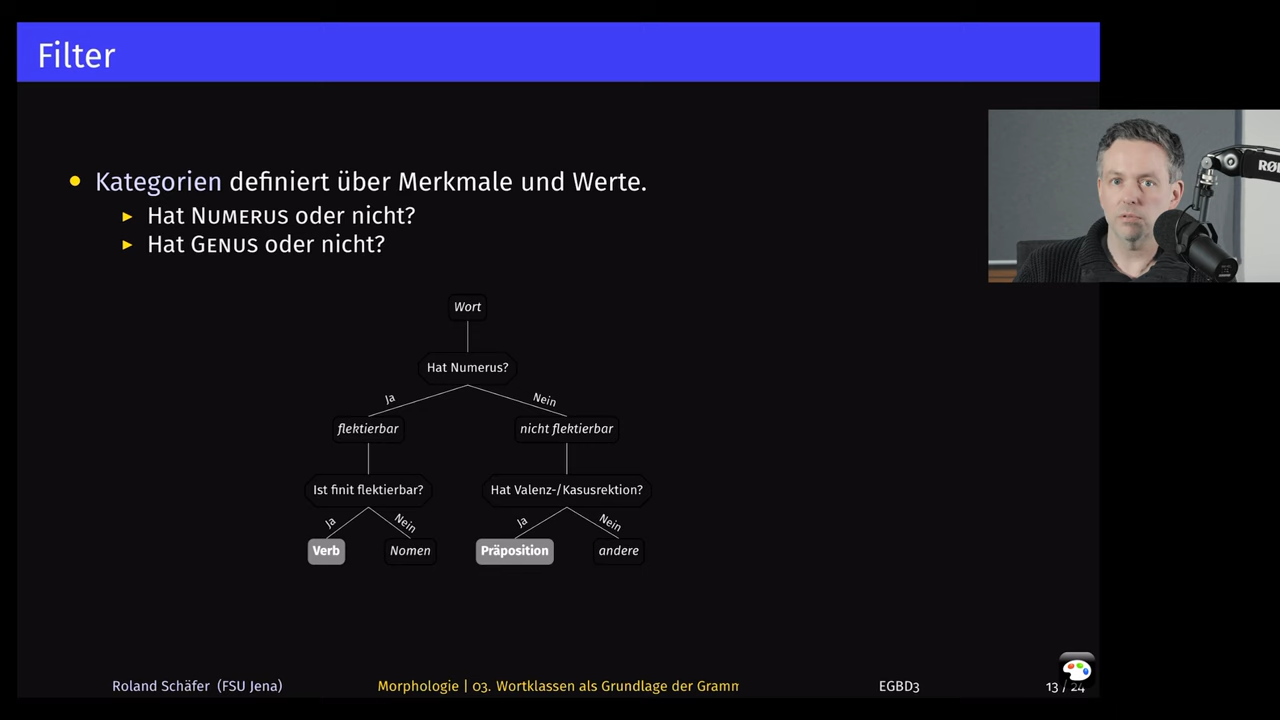 Filter
Kategorien definiert über Merkmale und Werte.
Hat NUMERUS oder nicht?
Hat GENUS oder nicht?
Wort
Hat Numerus?
Ja
Nein
flektierbar
nicht flektierbar
Ist finit flektierbar?
Hat Valenz-/Kasusrektion?
Ja
Nein
Ja
Nein
Verb
Nomen
Präposition
andere
Roland Schäfer (FSU Jena)
Morphologie | 03. Wortklassen als Grundlage der Gramm
EGBD3
13 / 24